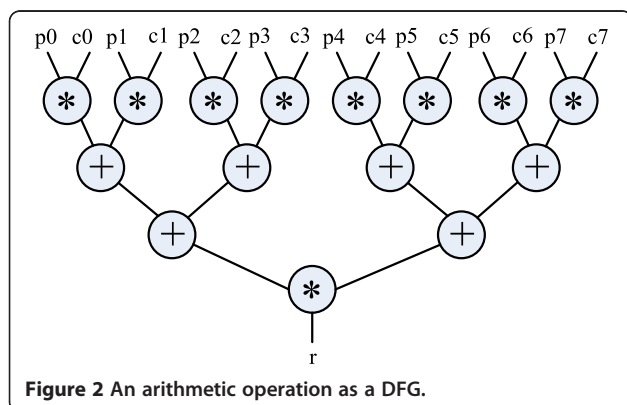 p0 c0 p1 c1 p2 c2 p3 c3 p4 c4 p5 c5 p6 c6 p7 c7
* * * * * * * *
+ + + +
+ +
*
r
Figure 2 An arithmetic operation as a DFG.